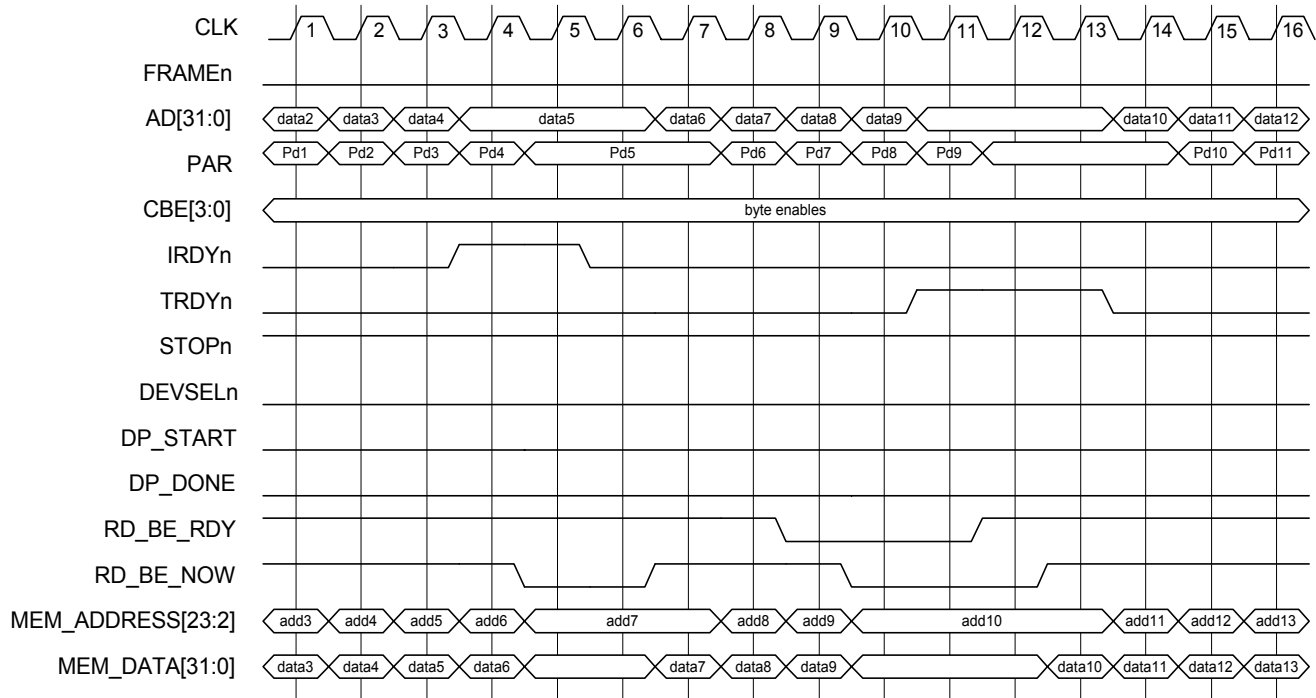 CLK 1 2 3 4 5 6 7 8 9 10 11 12 13 14 15 16
FRAMEn
AD[31:0] data2 data3 data4 data5 data6 data7 data8 data9 data10 data11 data12
PAR Pd1 Pd2 Pd3 Pd4 Pd5 Pd6 Pd7 Pd8 Pd9 Pd10 Pd11
CBE[3:0] byte enables
IRDYn
TRDYn
STOPn
DEVSELn
DP_START
DP_DONE
RD_BE_RDY
RD_BE_NOW
MEM_ADDRESS[23:2] add3 add4 add5 add6 add7 add8 add9 add10 add11 add12 add13
MEM_DATA[31:0] data3 data4 data5 data6 data7 data8 data9 data10 data11 data12 data13